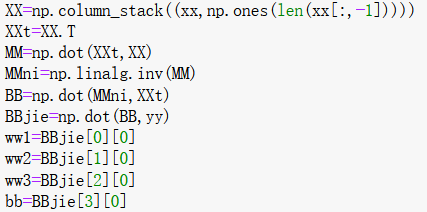 XX=np.column_stack((xx,np.ones(len(xx[:,-1]))))
XXt=XX.T
MM=np.dot(XXt,XX)
MMni=np.linalg.inv(MM)
BB=np.dot(MMni,XXt)
BBjie=np.dot(BB,yy)
ww1=BBjie[0][0]
ww2=BBjie[1][0]
ww3=BBjie[2][0]
bb=BBjie[3][0]